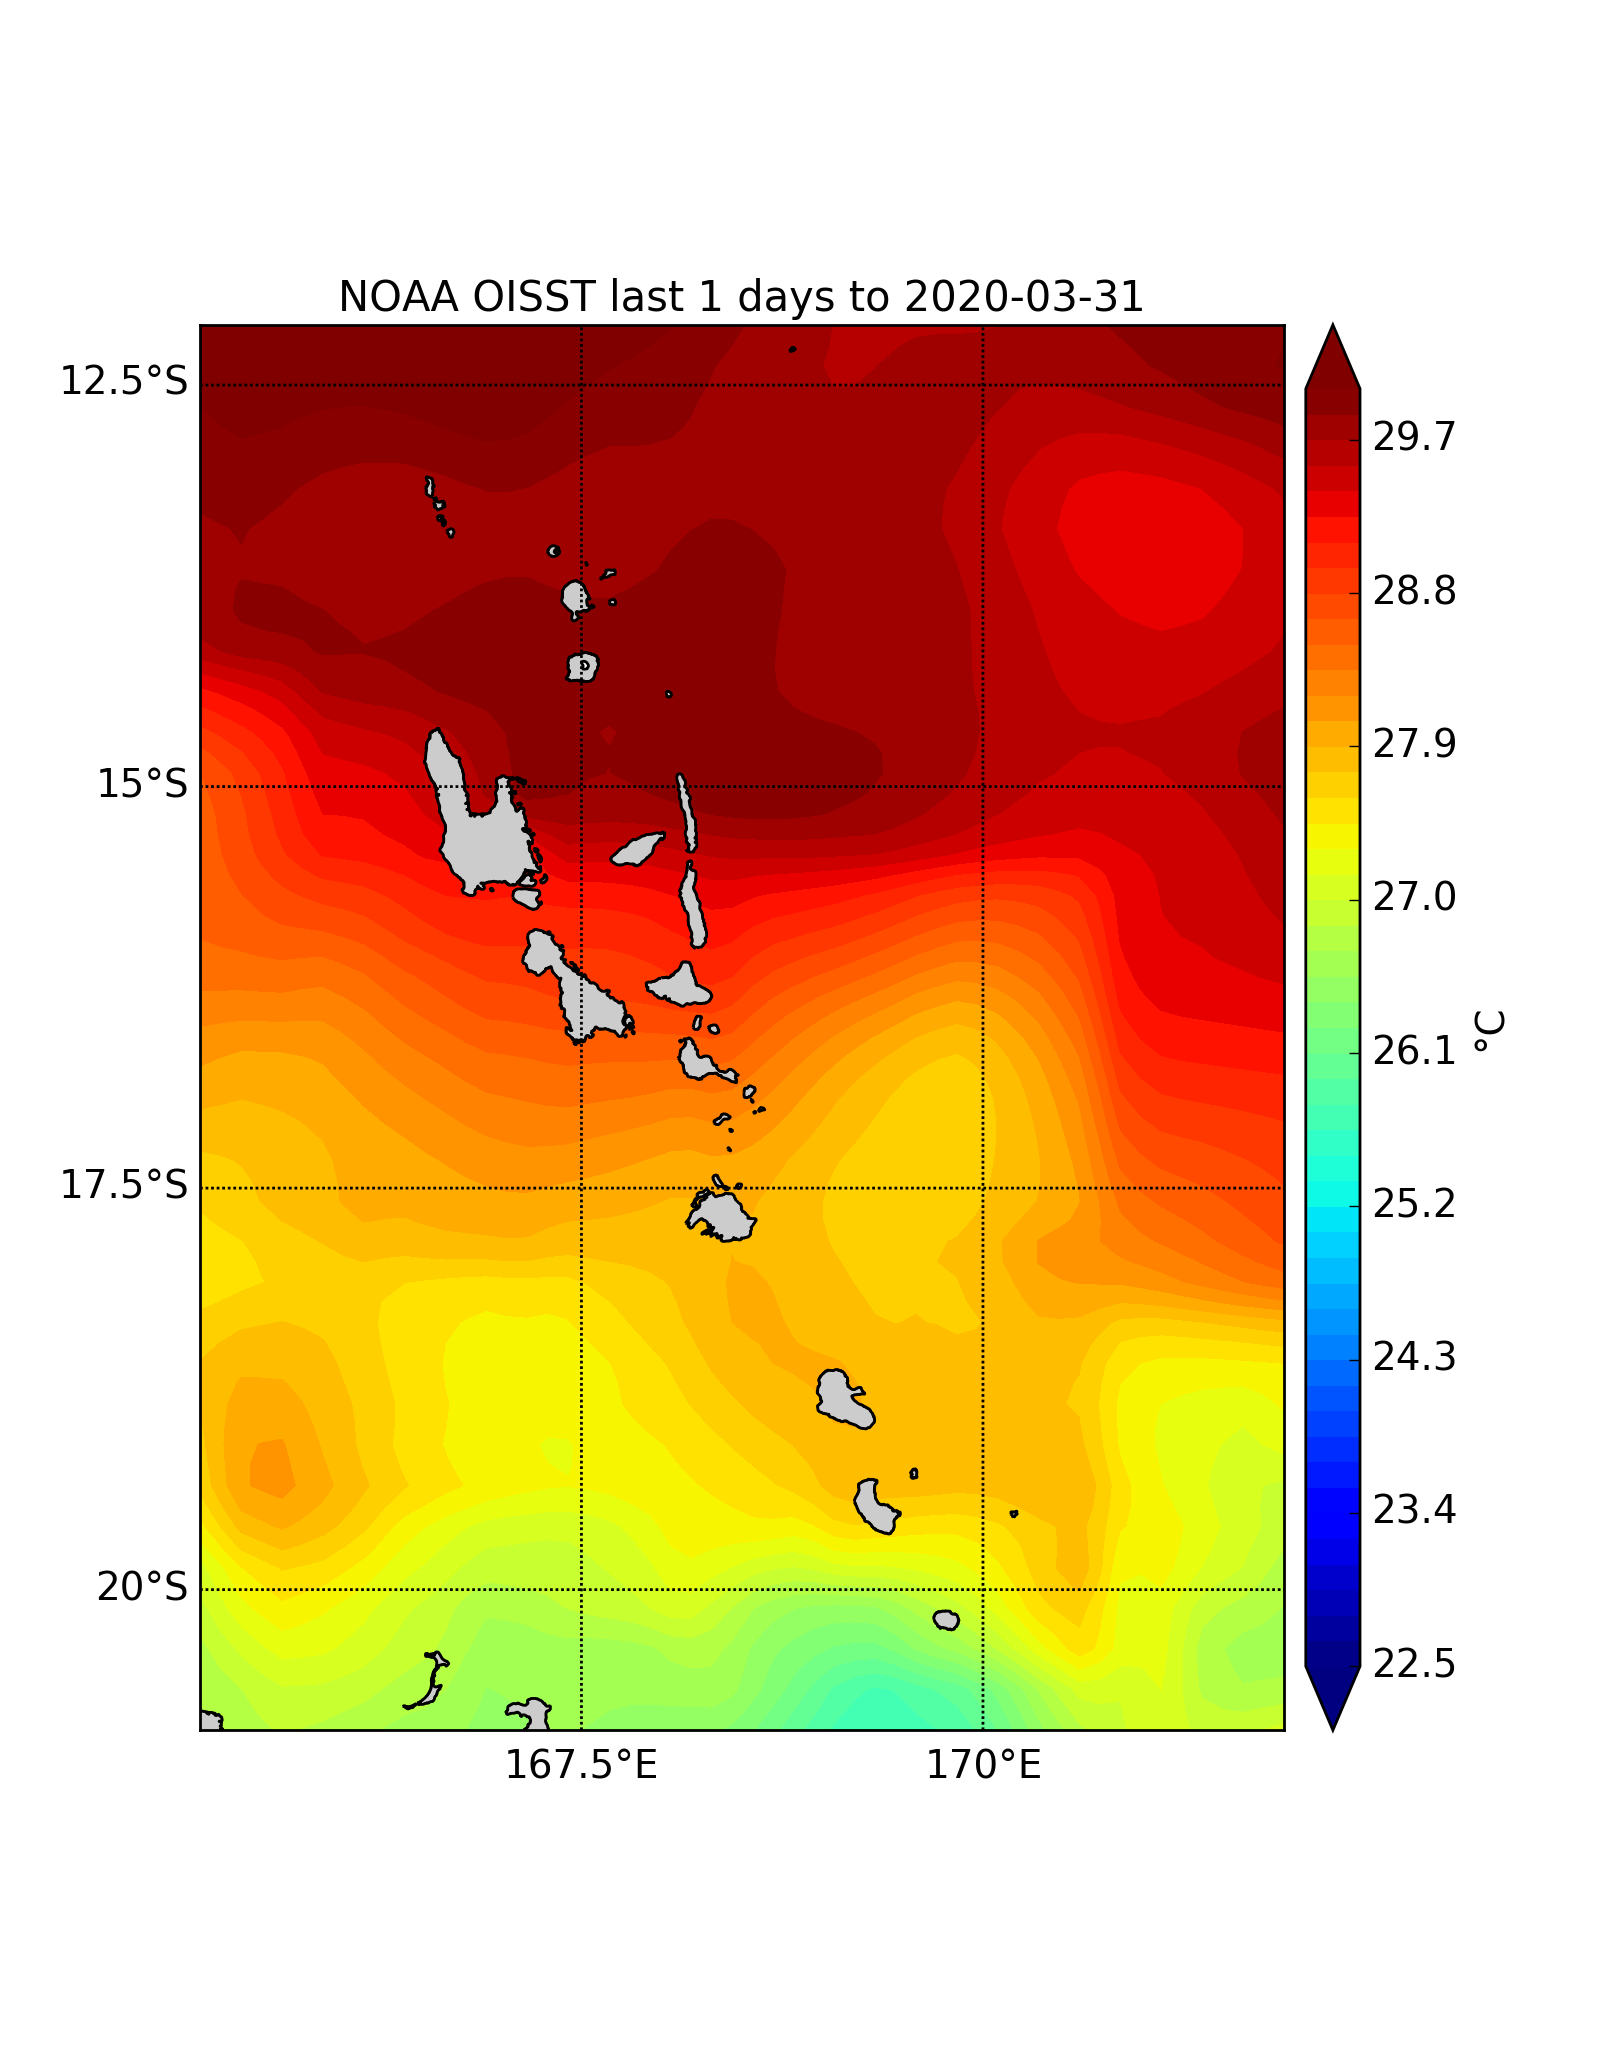 NOAA OISST last 1 days to 2020-03-31
12.5°S
15°S
17.5°S
20°S
167.5°E
170°E
29.7
28.8
27.9
27.0
26.1
25.2
24.3
23.4
22.5
°C